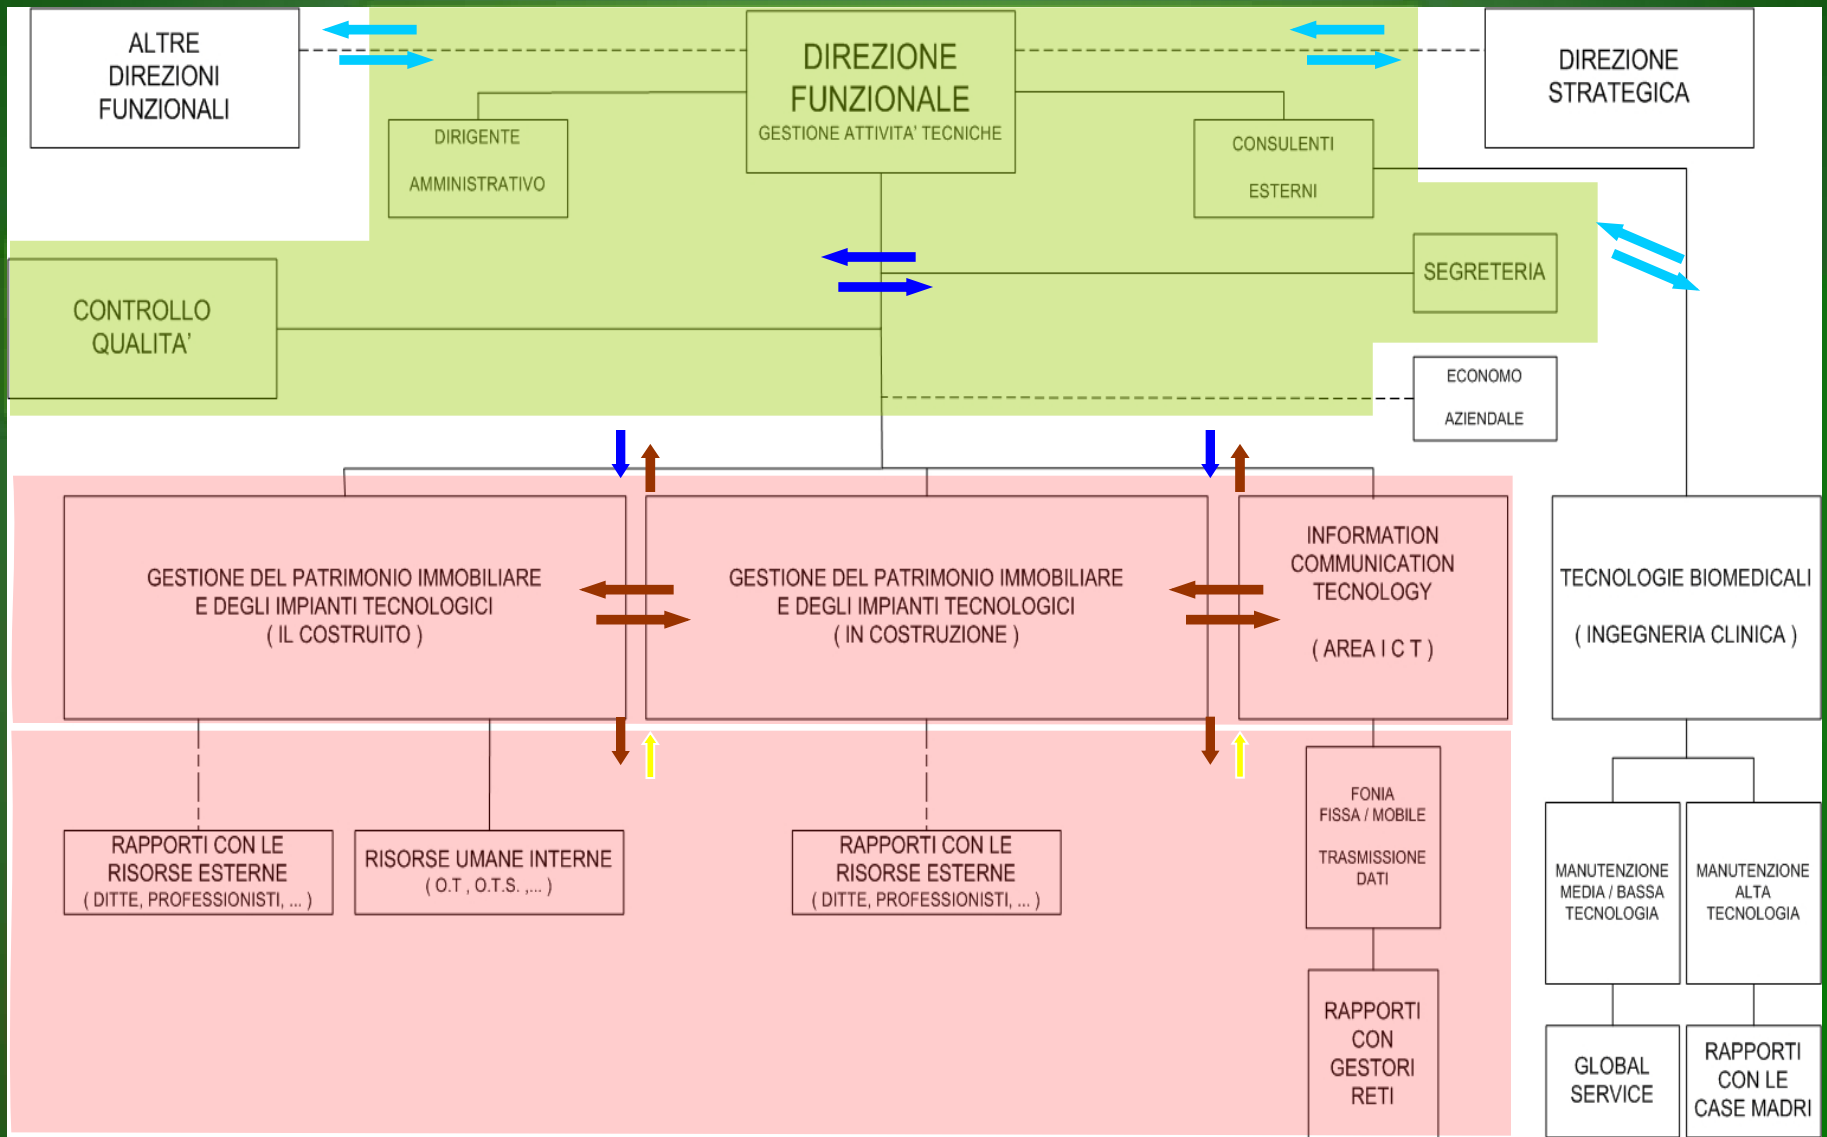 ALTRE
DIREZIONI
FUNZIONALI
DIREZIONE
FUNZIONALE
GESTIONE ATTIVITA' TECNICHE
DIREZIONE
STRATEGICA
DIRIGENTE
AMMINISTRATIVO
CONSULENTI
ESTERNI
SEGRETERIA
CONTROLLO
QUALITA'
ECONOMO
AZIENDALE
GESTIONE DEL PATRIMONIO IMMOBILIARE
E DEGLI IMPIANTI TECNOLOGICI
( IL COSTRUITO )
GESTIONE DEL PATRIMONIO IMMOBILIARE
E DEGLI IMPIANTI TECNOLOGICI
( IN COSTRUZIONE )
INFORMATION
COMMUNICATION
TECNOLOGY
( AREA I C T )
TECNOLOGIE BIOMEDICALI
( INGEGNERIA CLINICA )
RAPPORTI CON LE
RISORSE ESTERNE
( DITTE, PROFESSIONISTI, ... )
RISORSE UMANE INTERNE
( O.T , O.T.S. ,... )
RAPPORTI CON LE
RISORSE ESTERNE
( DITTE, PROFESSIONISTI, ... )
FONIA
FISSA / MOBILE
TRASMISSIONE
DATI
MANUTENZIONE
MEDIA / BASSA
TECNOLOGIA
MANUTENZIONE
ALTA
TECNOLOGIA
RAPPORTI
CON
GESTORI
RETI
GLOBAL
SERVICE
RAPPORTI
CON LE
CASE MADRI